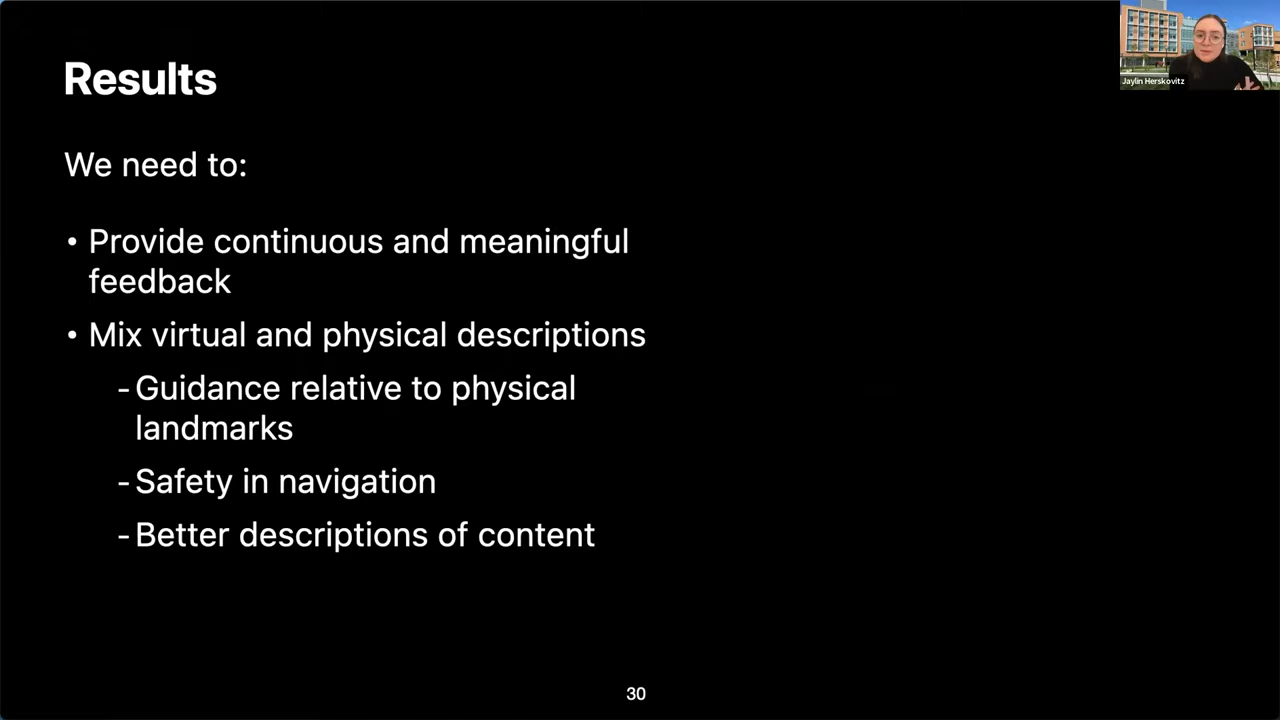 Results
Jaylin Herskovitz
We need to:
• Provide continuous and meaningful
feedback
• Mix virtual and physical descriptions
- Guidance relative to physical
landmarks
- Safety in navigation
- Better descriptions of content
30